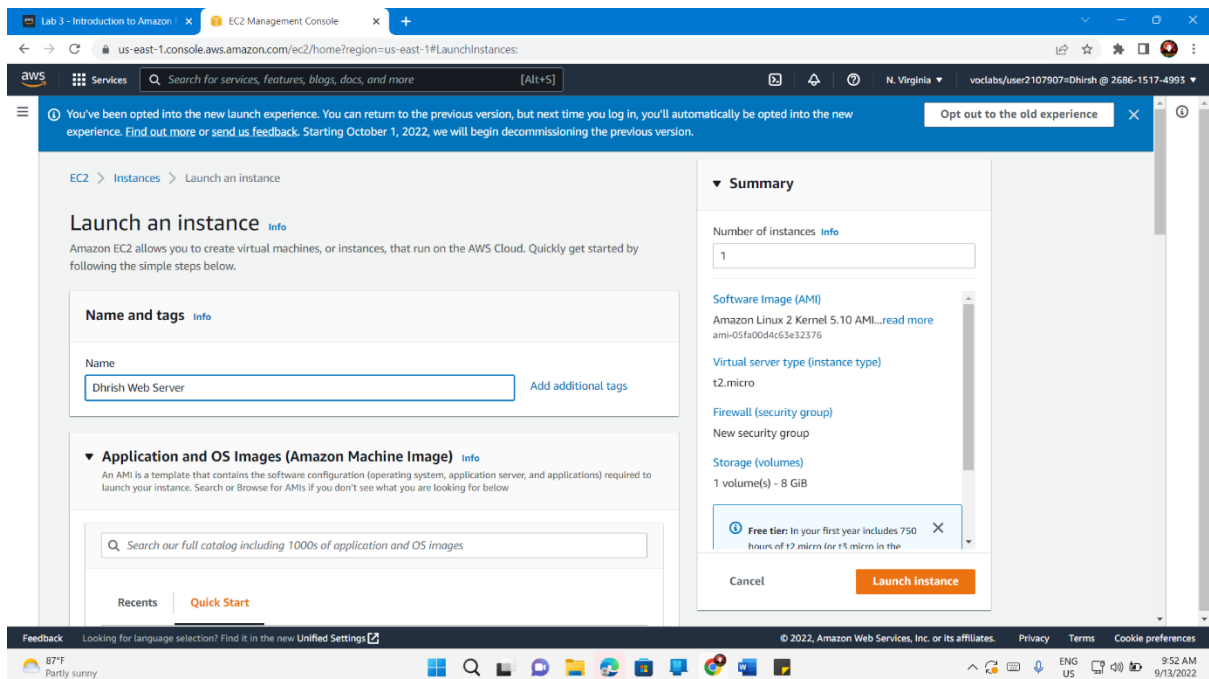 Lab 3 - Introduction to Amazon
EC2 Management Console
us-east-1.console.aws.amazon.com/ec2/home?region=us-east-1#LaunchInstances:
aws
Services
Search for services, features, blogs, docs, and more
[Alt+S]
N. Virginia
voclabs/user2107907=Dhirsh @ 2686-1517-4993
You've been opted into the new launch experience. You can return to the previous version, but next time you log in, you'll automatically be opted into the new
experience. Find out more or send us feedback. Starting October 1, 2022, we will begin decommissioning the previous version.
Opt out to the old experience
EC2 > Instances > Launch an instance
Launch an instance Info
Amazon EC2 allows you to create virtual machines, or instances, that run on the AWS Cloud. Quickly get started by
following the simple steps below.
Name and tags Info
Name
Dhrish Web Server
Add additional tags
Application and OS Images (Amazon Machine Image) Info
An AMI is a template that contains the software configuration (operating system, application server, and applications) required to
launch your instance. Search or Browse for AMIs if you don't see what you are looking for below
Search our full catalog including 1000s of application and OS images
Recents
Quick Start
Summary
Number of instances Info
1
Software Image (AMI)
Amazon Linux 2 Kernel 5.10 AMI...read more
ami-05fa00d4c63e32376
Virtual server type (instance type)
t2.micro
Firewall (security group)
New security group
Storage (volumes)
1 volume(s) - 8 GiB
Free tier: In your first year includes 750
hours of t2.micro (or t3.micro in the
Cancel
Launch instance
Feedback
Looking for language selection? Find it in the new Unified Settings
© 2022, Amazon Web Services, Inc. or its affiliates.
Privacy
Terms
Cookie preferences
87°F
Partly sunny
ENG
US
9:52 AM
9/13/2022